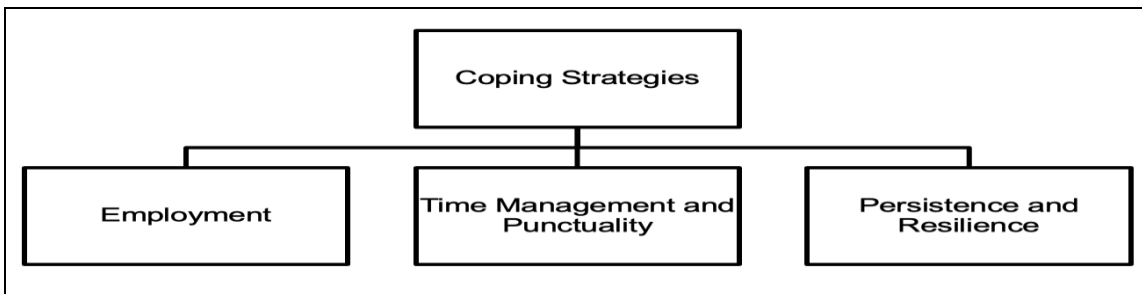 Coping Strategies
Employment
Time Management and
Punctuality
Persistence and
Resilience